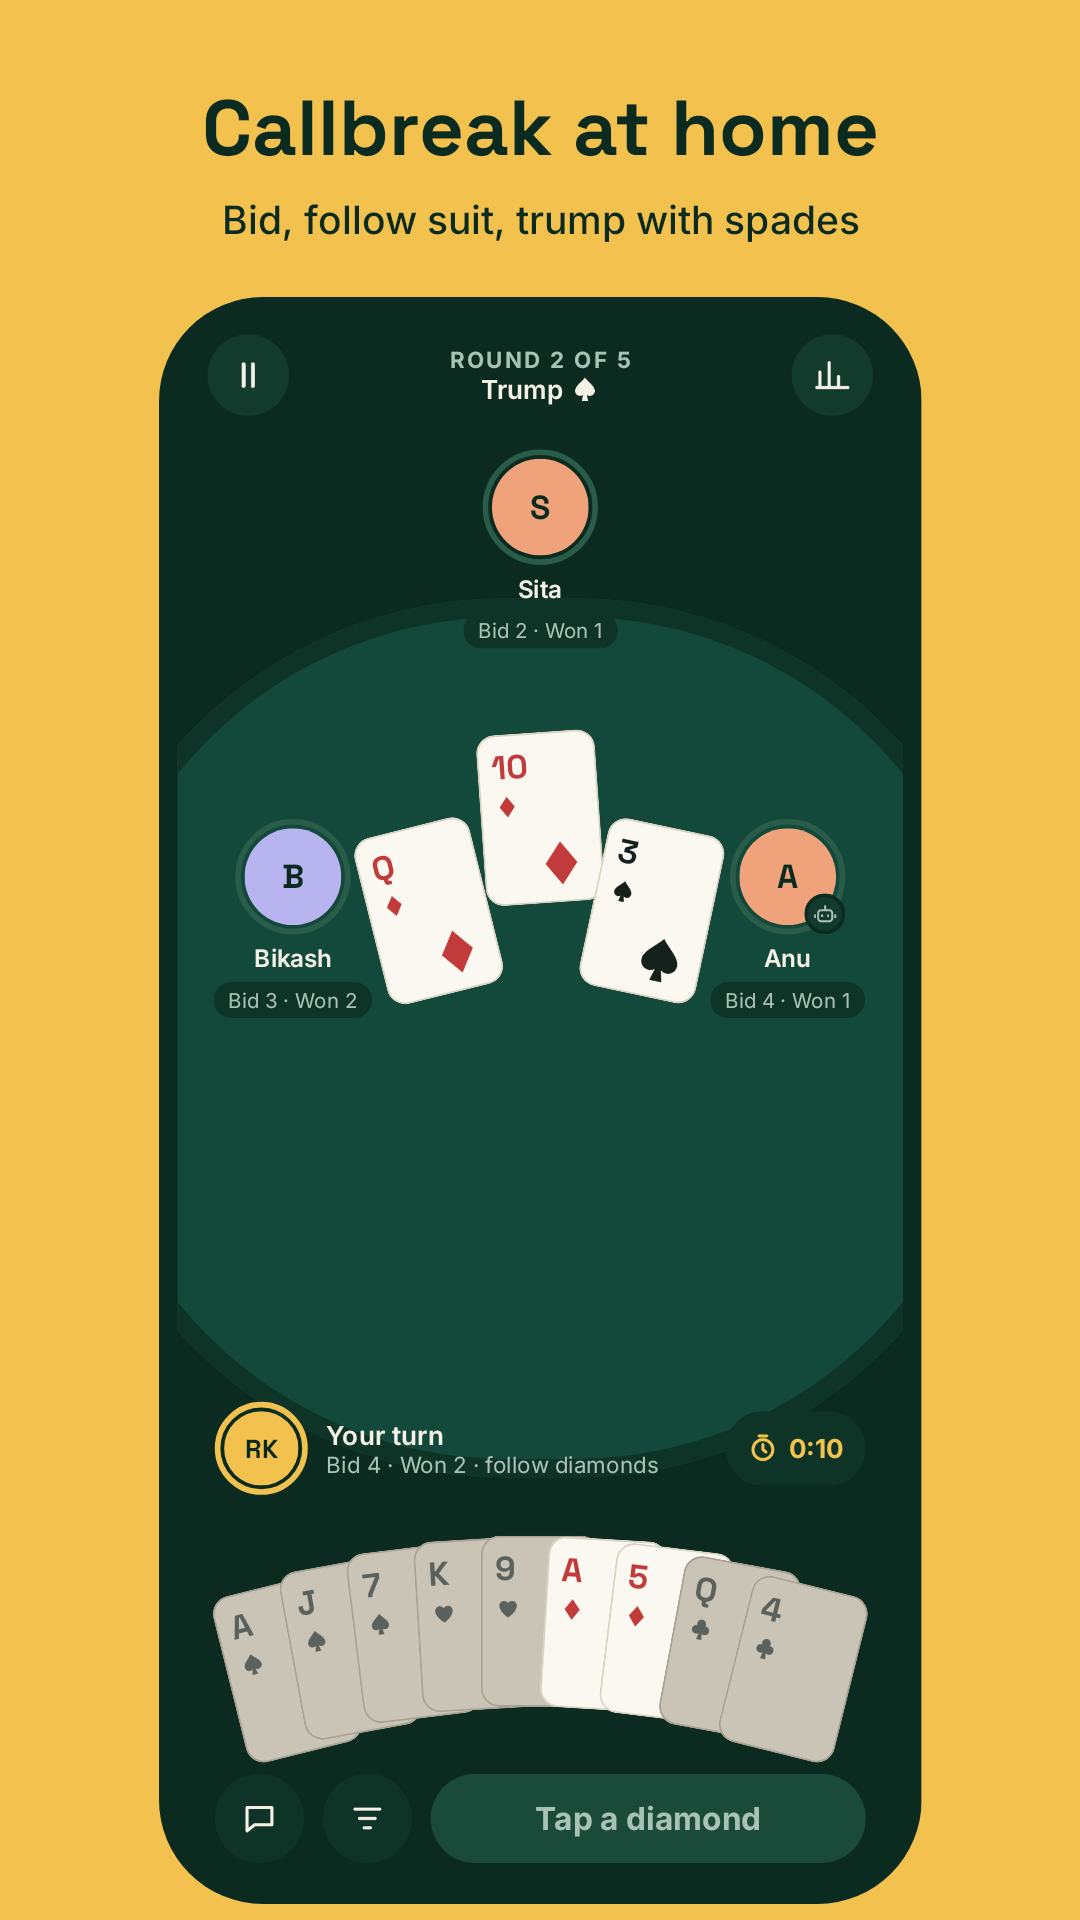 Callbreak at home
Bid, follow suit, trump with spades
ROUND 2 OF 5
Trump ♠
S
Sita
Bid 2 · Won 1
10
Q
3
B
A
Bikash
Anu
Bid 3 · Won 2
Bid 4 · Won 1
RK
Your turn
0:10
Bid 4 · Won 2 · follow diamonds
A
J
7
K
9
A
5
Q
4
Tap a diamond